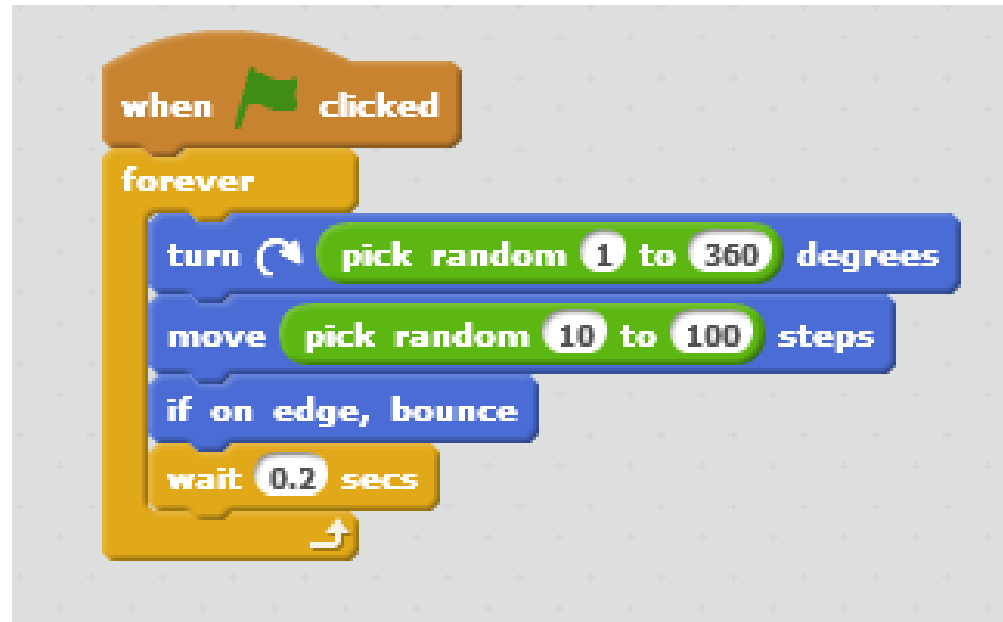 when clicked
forever
turn pick random 1 to 360 degrees
move pick random 10 to 100 steps
if on edge, bounce
wait 0.2 secs